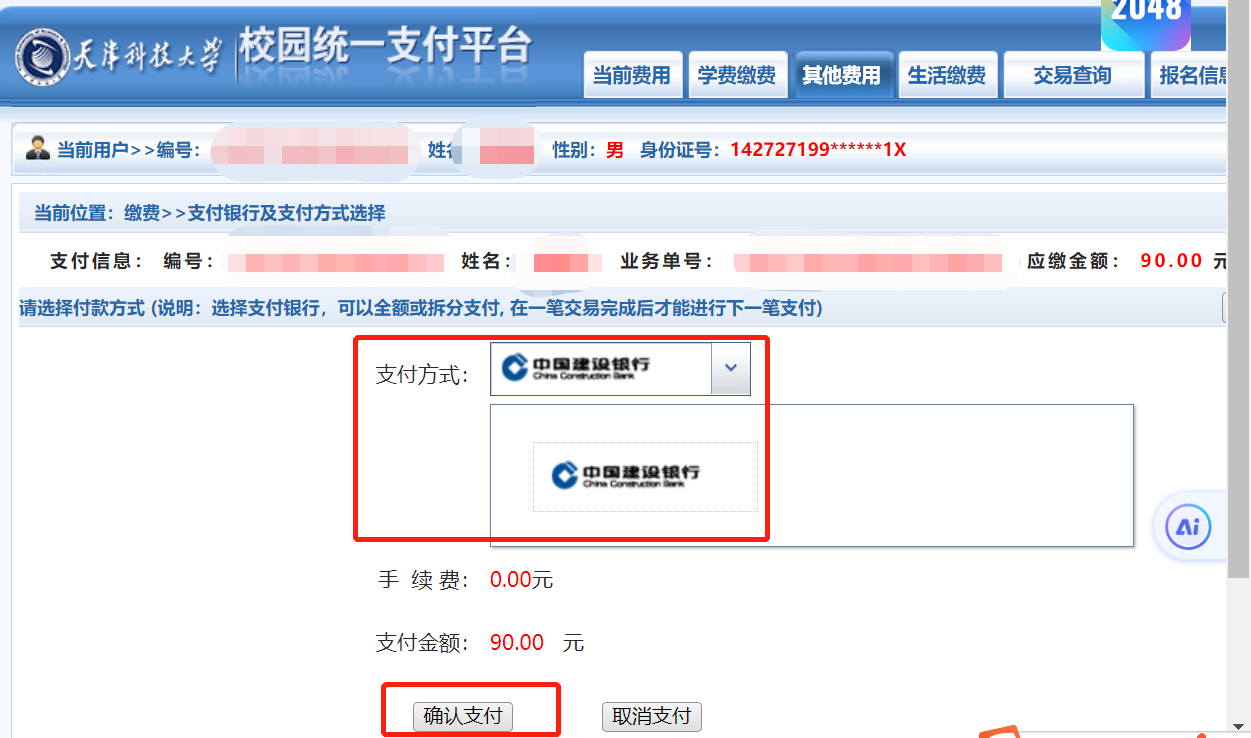 2048
天津科技大学 校园统一支付平台
当前费用 学费缴费 其他费用 生活缴费 交易查询 报名信息
当前用户>>编号： 姓名 性别：男 身份证号：142727199******1X
当前位置：缴费>>支付银行及支付方式选择
支付信息： 编号： 姓名： 业务单号： 应缴金额： 90.00 元
请选择付款方式 (说明：选择支付银行，可以全额或拆分支付, 在一笔交易完成后才能进行下一笔支付)
支付方式： 中国建设银行
China Construction Bank
中国建设银行
China Construction Bank
Ai
手 续 费： 0.00元
支付金额： 90.00 元
确认支付 取消支付